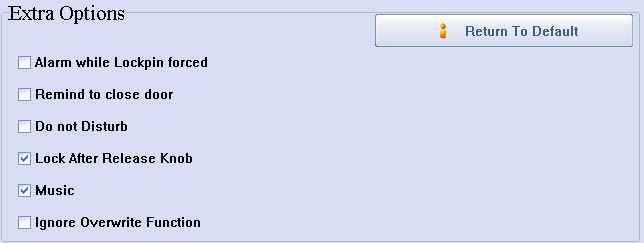 Extra Options
Return To Default
Alarm while Lockpin forced
Remind to close door
Do not Disturb
Lock After Release Knob
Music
Ignore Overwrite Function